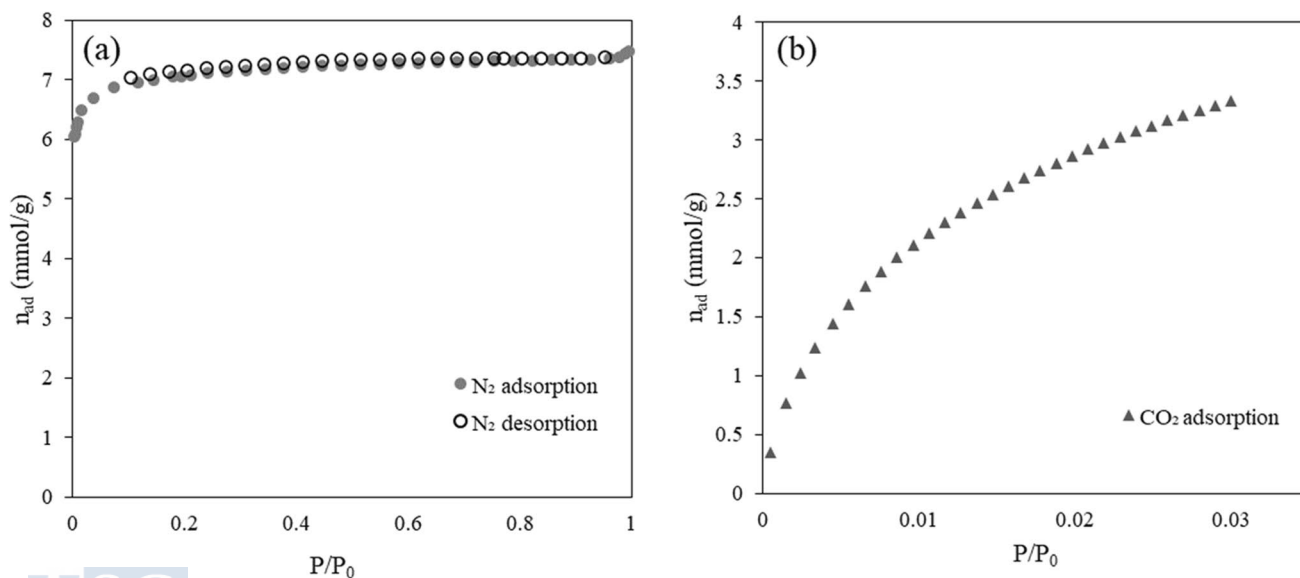 (a)
8
7
6
5
4
3
2
1
0
n_ad (mmol/g)
N₂ adsorption
N₂ desorption
0 0.2 0.4 0.6 0.8 1
P/P₀
(b)
4
3.5
3
2.5
2
1.5
1
0.5
0
n_ad (mmol/g)
CO₂ adsorption
0 0.01 0.02 0.03
P/P₀